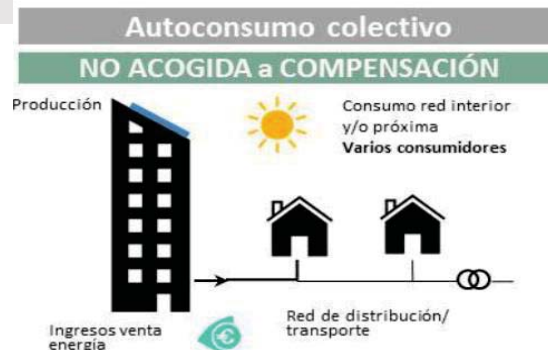 Autoconsumo colectivo
NO ACOGIDA a COMPENSACIÓN
Producción
Consumo red interior
y/o próxima
Varios consumidores
Red de distribución/
transporte
Ingresos venta
energía
€